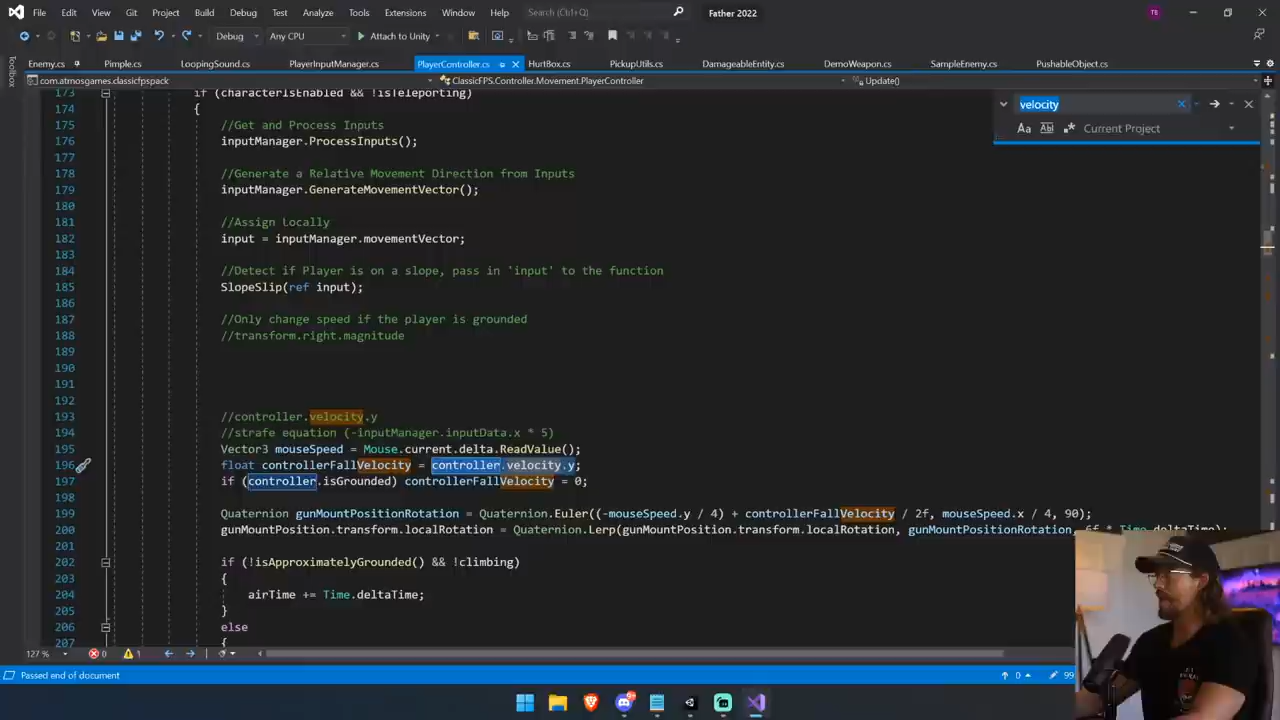 File Edit View Git Project Build Debug Test Analyze Tools Extensions Window Help Search (Ctrl+Q) Father 2022 TB
Debug Any CPU Attach to Unity
Enemy.cs Pimple.cs LoopingSound.cs PlayerInputManager.cs PlayerController.cs HurtBox.cs PickupUtils.cs DamageableEntity.cs DemoWeapon.cs SampleEnemy.cs PushableObject.cs
Toolbox
com.atmosgames.classicfpspack ClassicFPS.Controller.Movement.PlayerController Update()
velocity
Aa Current Project
173 if (characterIsEnabled && !isTeleporting)
174 {
175 //Get and Process Inputs
176 inputManager.ProcessInputs();
177
178 //Generate a Relative Movement Direction from Inputs
179 inputManager.GenerateMovementVector();
180
181 //Assign Locally
182 input = inputManager.movementVector;
183
184 //Detect if Player is on a slope, pass in 'input' to the function
185 SlopeSlip(ref input);
186
187 //Only change speed if the player is grounded
188 //transform.right.magnitude
189
190
191
192
193 //controller.velocity.y
194 //strafe equation (-inputManager.inputData.x * 5)
195 Vector3 mouseSpeed = Mouse.current.delta.ReadValue();
196 float controllerFallVelocity = controller.velocity.y;
197 if (controller.isGrounded) controllerFallVelocity = 0;
198
199 Quaternion gunMountPositionRotation = Quaternion.Euler((-mouseSpeed.y / 4) + controllerFallVelocity / 2f, mouseSpeed.x / 4, 90);
200 gunMountPosition.transform.localRotation = Quaternion.Lerp(gunMountPosition.transform.localRotation, gunMountPositionRotation, 6f * Time.deltaTime);
201
202 if (!isApproximatelyGrounded() && !climbing)
203 {
204 airTime += Time.deltaTime;
205 }
206 else
207 {
127 % 0 1
Passed end of document 0 99